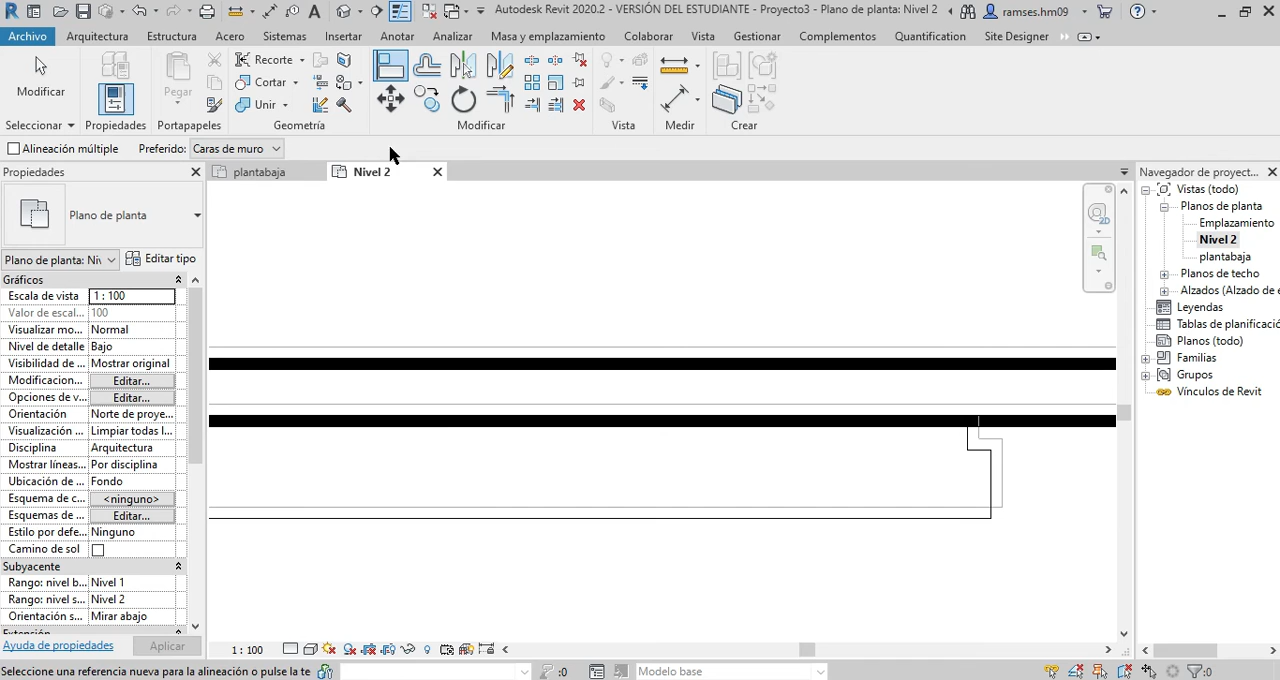 Autodesk Revit 2020.2 - VERSIÓN DEL ESTUDIANTE - Proyecto3 - Plano de planta: Nivel 2
ramses.hm09
Archivo Arquitectura Estructura Acero Sistemas Insertar Anotar Analizar Masa y emplazamiento Colaborar Vista Gestionar Complementos Quantification Site Designer
Modificar
Pegar
Recorte
Cortar
Unir
Seleccionar Propiedades Portapapeles Geometría Modificar Vista Medir Crear
Alineación múltiple Preferido: Caras de muro
Propiedades
plantabaja
Nivel 2
Navegador de proyect...
Plano de planta
Plano de planta: Niv
Editar tipo
Gráficos
Escala de vista 1 : 100
Valor de escal... 100
Visualizar mo... Normal
Nivel de detalle Bajo
Visibilidad de ... Mostrar original
Modificacion... Editar...
Opciones de v... Editar...
Orientación Norte de proye...
Visualización ... Limpiar todas l...
Disciplina Arquitectura
Mostrar líneas... Por disciplina
Ubicación de ... Fondo
Esquema de c... <ninguno>
Esquemas de ... Editar...
Estilo por defe... Ninguno
Camino de sol
Subyacente
Rango: nivel b... Nivel 1
Rango: nivel s... Nivel 2
Orientación s... Mirar abajo
Ayuda de propiedades Aplicar
2D
Vistas (todo)
Planos de planta
Emplazamiento
Nivel 2
plantabaja
Planos de techo
Alzados (Alzado de e
Leyendas
Tablas de planificació
Planos (todo)
Familias
Grupos
Vínculos de Revit
1 : 100
Seleccione una referencia nueva para la alineación o pulse la te
:0
Modelo base
:0